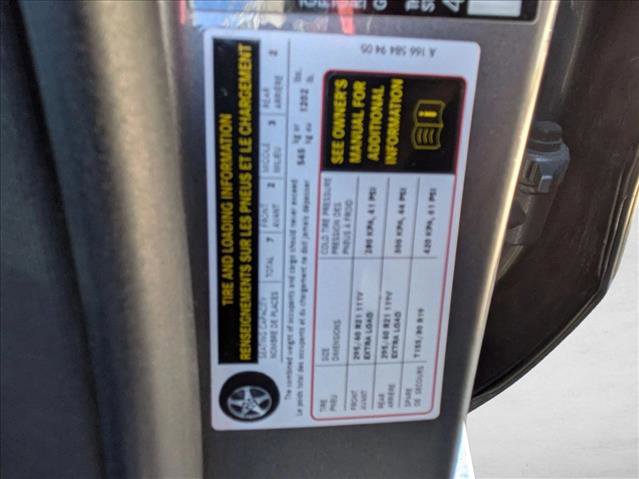 TIRE AND LOADING INFORMATION
RENSEIGNEMENTS SUR LES PNEUS ET LE CHARGEMENT
SEATING CAPACITY TOTAL 7 FRONT 2 MIDDLE 3 REAR 2
NOMBRE DE PLACES AVANT MILIEU ARRIÈRE
The combined weight of occupants and cargo should never exceed 545 kg or 1202 lbs.
Le poids total des occupants et du chargement ne doit jamais dépasser 545 kg ou 1202 lb.
TIRE SIZE COLD TIRE PRESSURE
PNEU DIMENSIONS PRESSION DES
PNEUS À FROID
FRONT 295/40 R21 111V 280 KPA, 41 PSI
AVANT EXTRA LOAD
REAR 295/40 R21 111V 300 KPA, 44 PSI
ARRIÈRE EXTRA LOAD
SPARE T155/80 R19 420 KPA, 61 PSI
DE SECOURS
SEE OWNER'S
MANUAL FOR
ADDITIONAL
INFORMATION
A 166 584 94 05